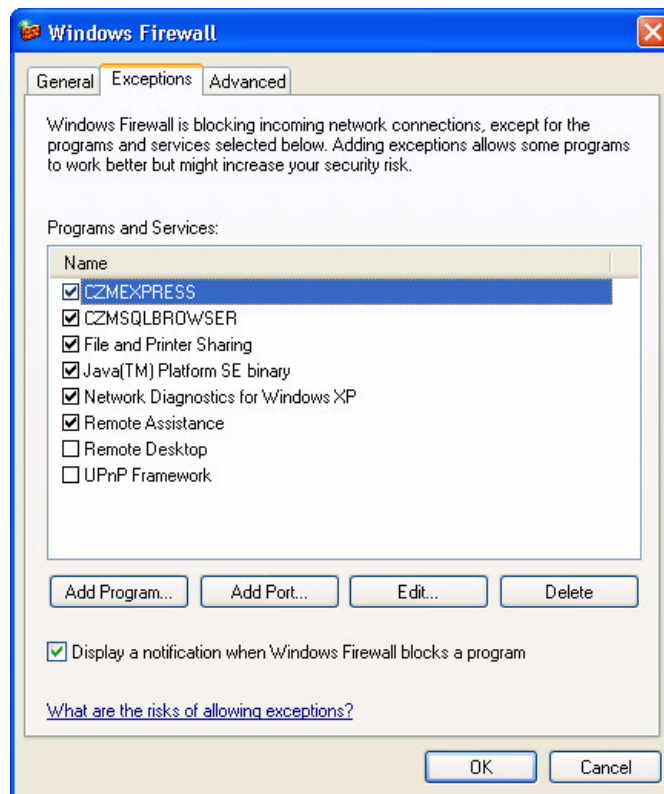 Windows Firewall
General
Exceptions
Advanced
Windows Firewall is blocking incoming network connections, except for the
programs and services selected below. Adding exceptions allows some programs
to work better but might increase your security risk.
Programs and Services:
Name
CZMEXPRESS
CZMSQLBROWSER
File and Printer Sharing
Java(TM) Platform SE binary
Network Diagnostics for Windows XP
Remote Assistance
Remote Desktop
UPnP Framework
Add Program...
Add Port...
Edit...
Delete
Display a notification when Windows Firewall blocks a program
What are the risks of allowing exceptions?
OK
Cancel